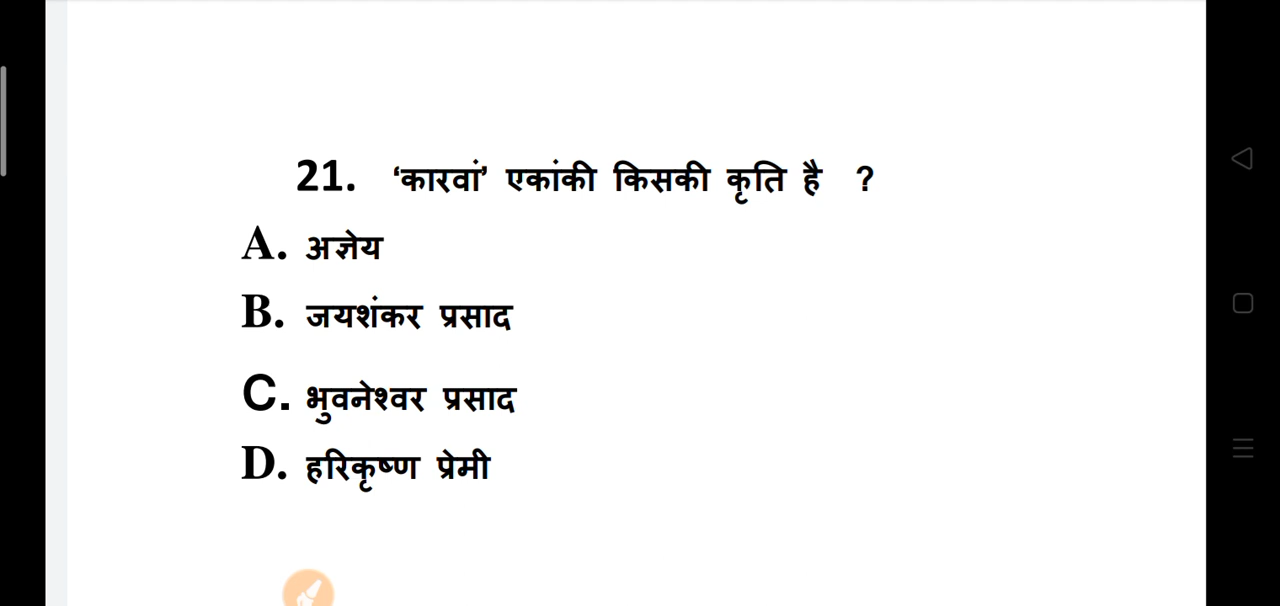 21. ‘कारवां’ एकांकी किसकी कृति है ?
A. अज्ञेय
B. जयशंकर प्रसाद
C. भुवनेश्वर प्रसाद
D. हरिकृष्ण प्रेमी